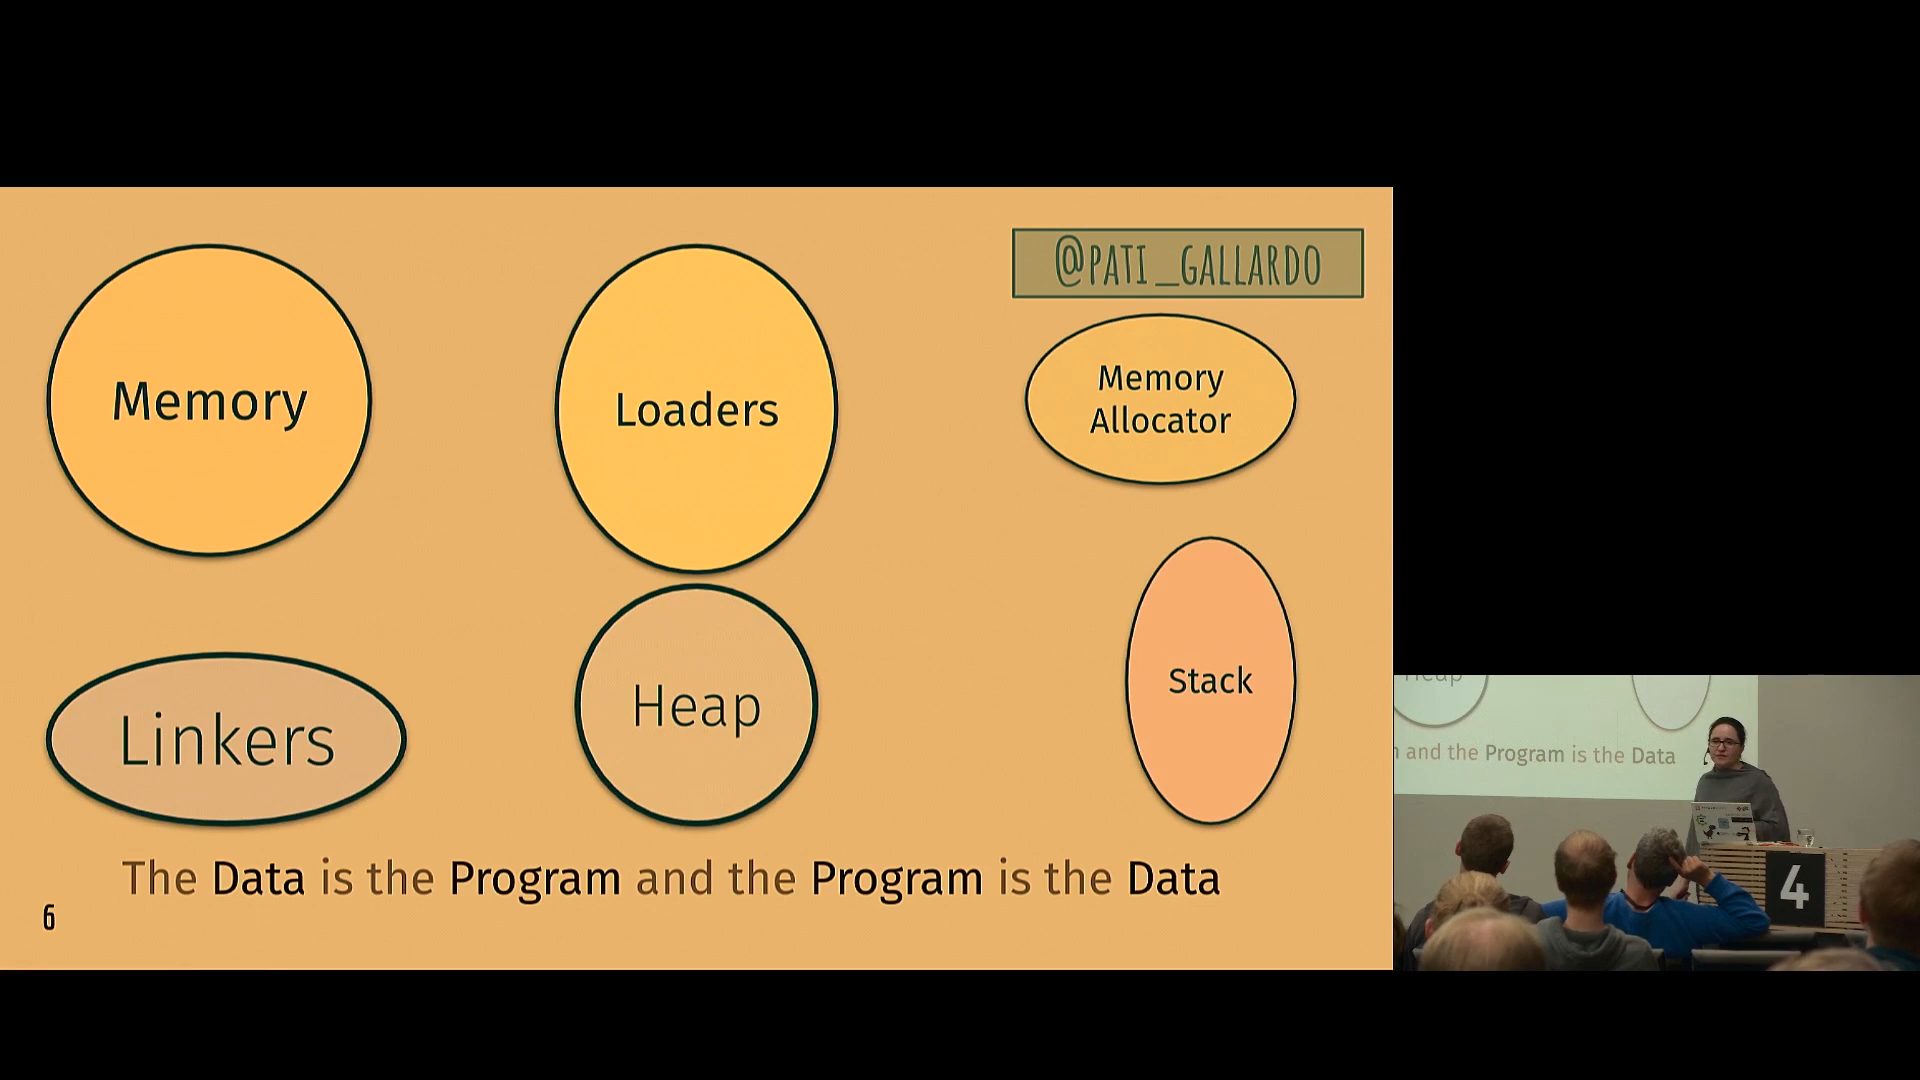 @PATI_GALLARDO
Memory
Loaders
Memory
Allocator
Linkers
Heap
Stack
The Data is the Program and the Program is the Data
6
Heap
and the Program is the Data
4